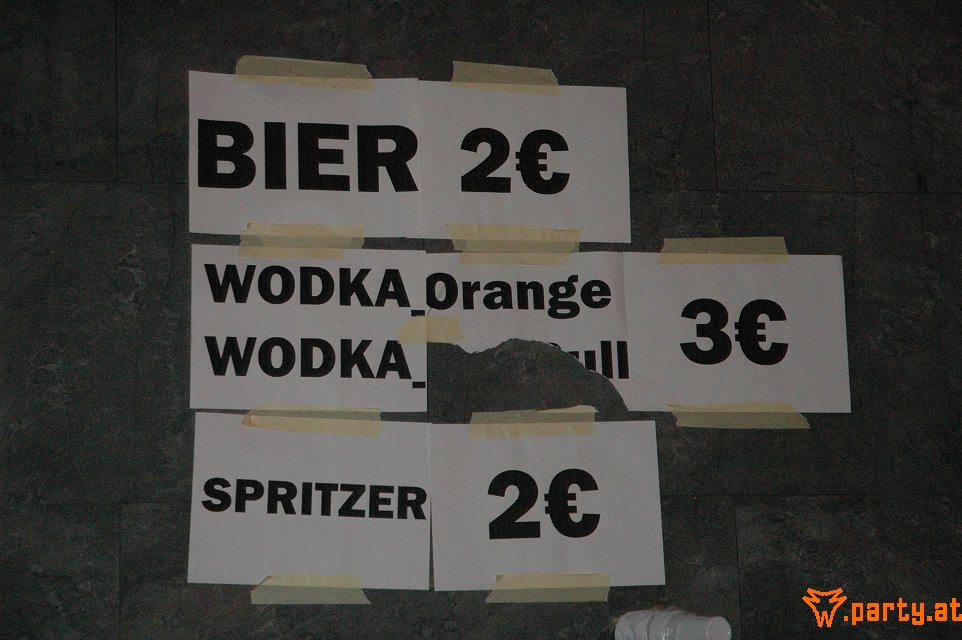 BIER 2€
WODKA_Orange
3€
WODKA_ ull
SPRITZER 2€
W.party.at